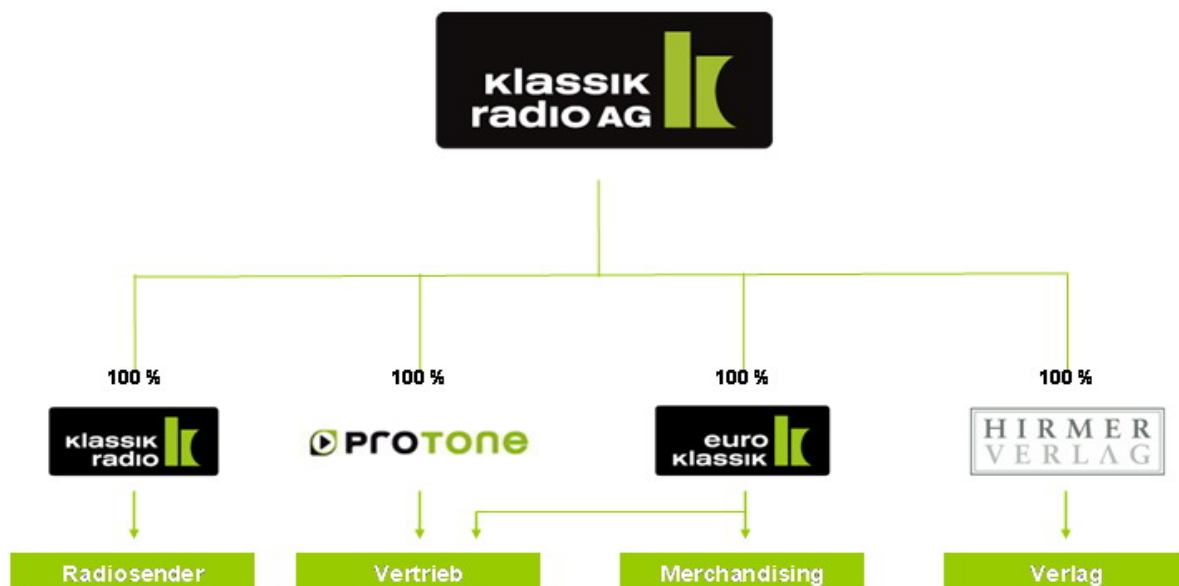 klassik
radio AG
100 %
100 %
100 %
100 %
klassik
radio
PROTONE
euro
klassik
HIRMER
VERLAG
Radiosender
Vertrieb
Merchandising
Verlag